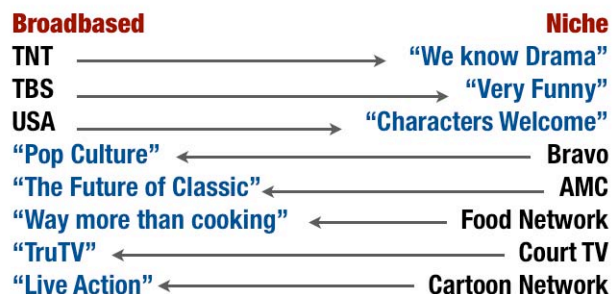 Broadbased Niche
TNT “We know Drama”
TBS “Very Funny”
USA “Characters Welcome”
“Pop Culture” Bravo
“The Future of Classic” AMC
“Way more than cooking” Food Network
“TruTV” Court TV
“Live Action” Cartoon Network